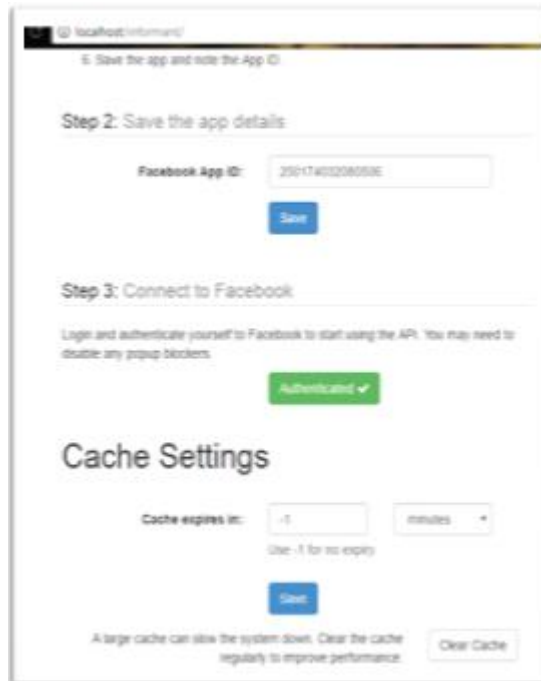 localhost/informant/
6. Save the app and note the App ID.
Step 2: Save the app details
Facebook App ID:
Save
Step 3: Connect to Facebook
Login and authenticate yourself to Facebook to start using the API. You may need to
disable any popup blockers.
Authenticated ✔
Cache Settings
Cache expires in: -1 minutes
Use -1 for no expiry
Save
A large cache can slow the system down. Clear the cache
regularly to improve performance.
Clear Cache